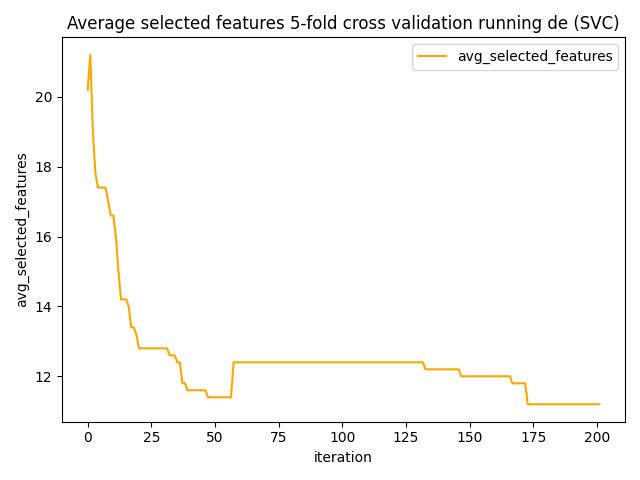 Average selected features 5-fold cross validation running de (SVC)
avg_selected_features
avg_selected_features
20
18
16
14
12
0 25 50 75 100 125 150 175 200
iteration